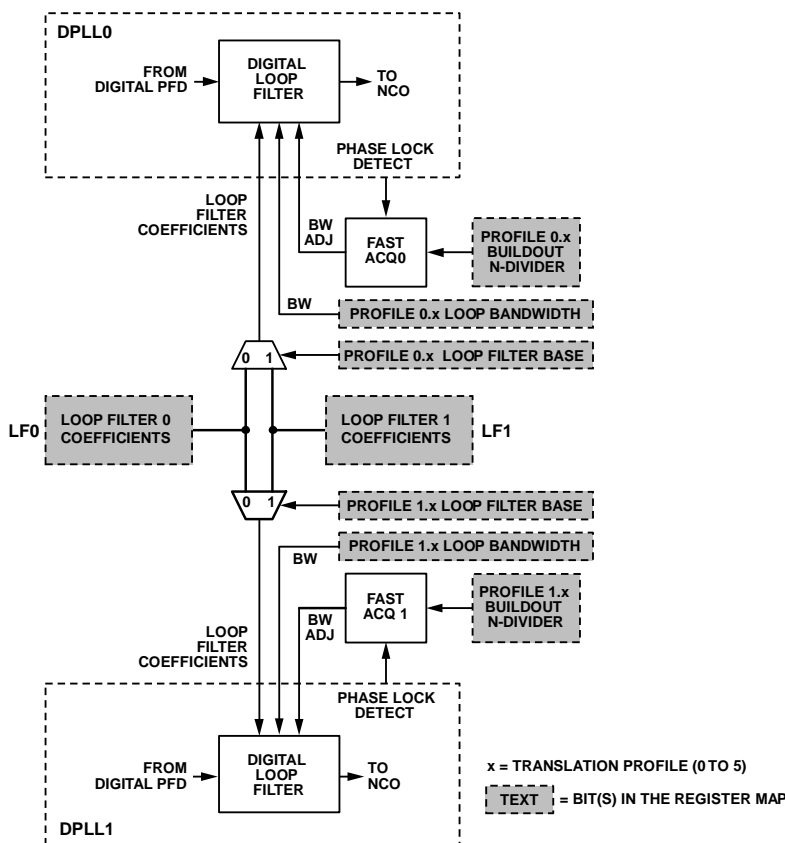 DPLL0
DIGITAL
LOOP
FILTER
FROM
DIGITAL PFD
TO
NCO
PHASE LOCK
DETECT
LOOP
FILTER
COEFFICIENTS
BW
ADJ
FAST
ACQ0
PROFILE 0.x
BUILDOUT
N-DIVIDER
BW
PROFILE 0.x LOOP BANDWIDTH
0 1
PROFILE 0.x LOOP FILTER BASE
LF0
LOOP FILTER 0
COEFFICIENTS
LOOP FILTER 1
COEFFICIENTS
LF1
0 1
PROFILE 1.x LOOP FILTER BASE
BW
PROFILE 1.x LOOP BANDWIDTH
LOOP
FILTER
COEFFICIENTS
BW
ADJ
FAST
ACQ 1
PROFILE 1.x
BUILDOUT
N-DIVIDER
PHASE LOCK
DETECT
FROM
DIGITAL PFD
DIGITAL
LOOP
FILTER
TO
NCO
DPLL1
x = TRANSLATION PROFILE (0 TO 5)
TEXT = BIT(S) IN THE REGISTER MAP